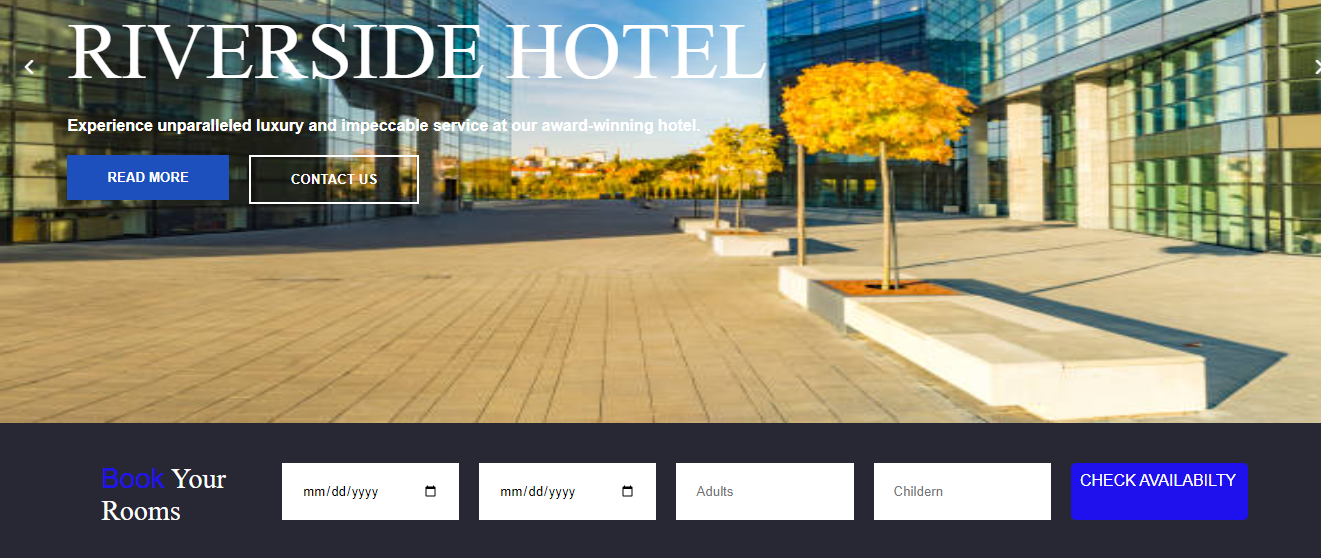 RIVERSIDE HOTEL
Experience unparalleled luxury and impeccable service at our award-winning hotel.
READ MORE
CONTACT US
Book Your
Rooms
mm/dd/yyyy
mm/dd/yyyy
Adults
Childern
CHECK AVAILABILTY